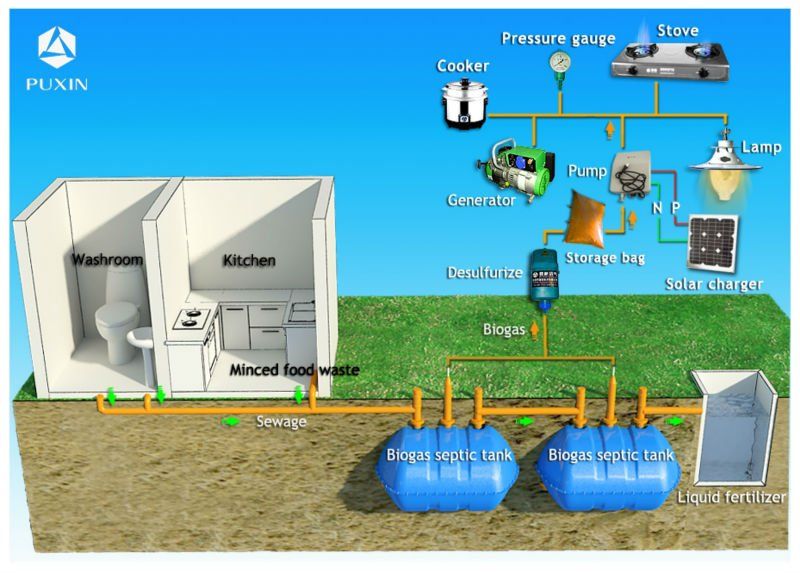 PUXIN
Pressure gauge
Stove
Cooker
Lamp
Generator
Pump
N P
Storage bag
Solar charger
Desulfurize
Biogas
Washroom
Kitchen
Minced food waste
Sewage
Biogas septic tank
Biogas septic tank
Liquid fertilizer